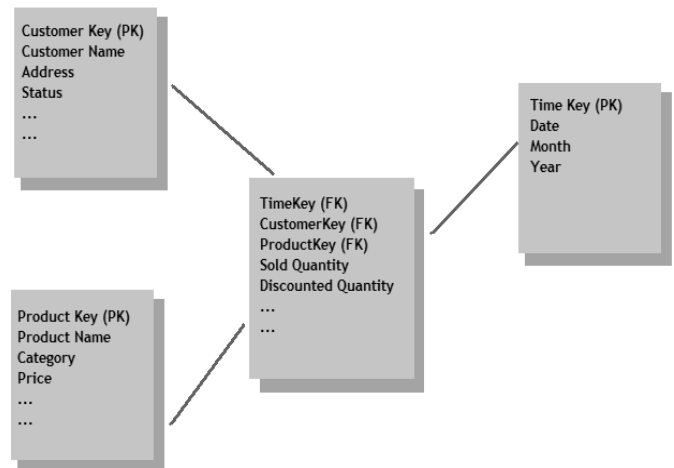 Customer Key (PK)
Customer Name
Address
Status
...
...
Time Key (PK)
Date
Month
Year
TimeKey (FK)
CustomerKey (FK)
ProductKey (FK)
Sold Quantity
Discounted Quantity
...
...
Product Key (PK)
Product Name
Category
Price
...
...